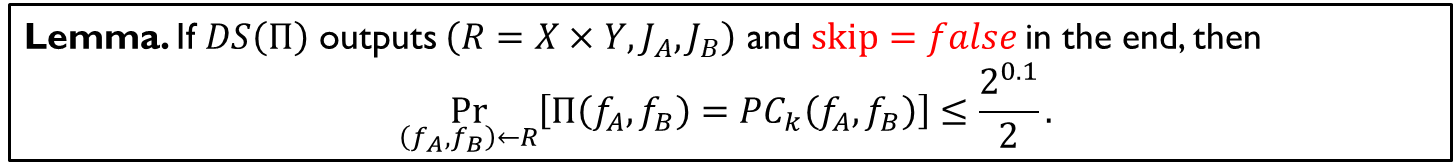 Lemma. If DS(Π) outputs (R = X × Y, J_A, J_B) and skip = false in the end, then
Pr_{(f_A,f_B)←R}[Π(f_A, f_B) = PC_k(f_A, f_B)] ≤ 2^{0.1}/2.